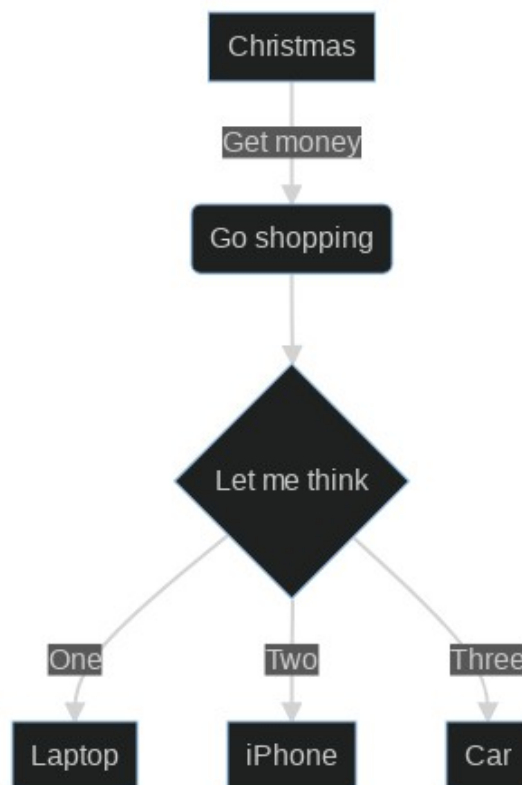 Christmas
Get money
Go shopping
Let me think
One
Two
Three
Laptop
iPhone
Car